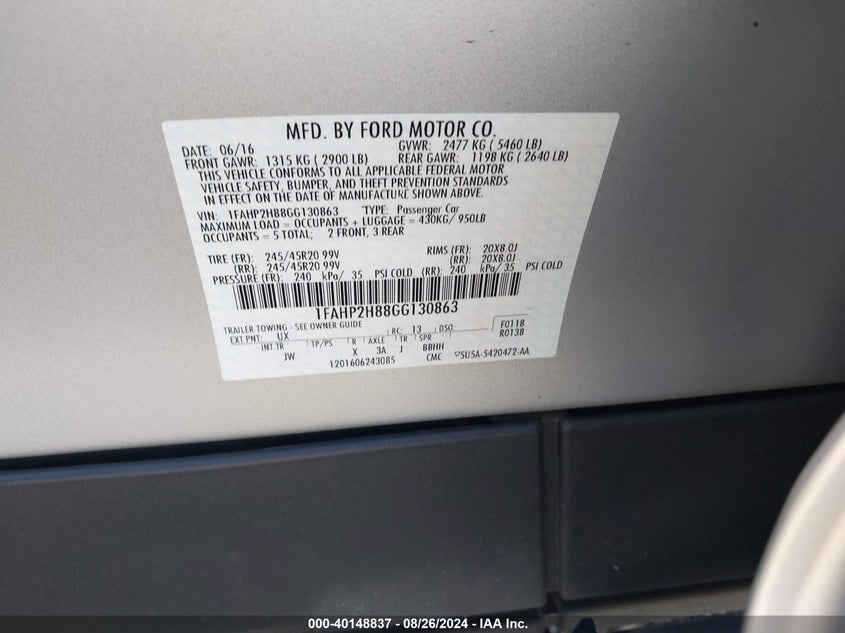 MFD. BY FORD MOTOR CO.
DATE: 06/16 GVWR: 2477 KG ( 5460 LB)
FRONT GAWR: 1315 KG ( 2900 LB) REAR GAWR: 1198 KG ( 2640 LB)
THIS VEHICLE CONFORMS TO ALL APPLICABLE FEDERAL MOTOR
VEHICLE SAFETY, BUMPER, AND THEFT PREVENTION STANDARDS
IN EFFECT ON THE DATE OF MANUFACTURE SHOWN ABOVE.
VIN: 1FAHP2H88GG130863 TYPE: Passenger Car
MAXIMUM LOAD = OCCUPANTS + LUGGAGE = 430KG/ 950LB
OCCUPANTS = 5 TOTAL; 2 FRONT, 3 REAR
TIRE (FR): 245/45R20 99V RIMS (FR): 20X8.0J
(RR): 245/45R20 99V (RR): 20X8.0J
PRESSURE (FR): 240 kPa/ 35 PSI COLD (RR): 240 kPa/ 35 PSI COLD
1FAHP2H88GG130863
TRAILER TOWING - SEE OWNER GUIDE
EXT PNT: UX RC: 13 DSO: F0118
R0138
INT TR TP/PS R AXLE TR SPR
JW X 3A J BBHH
1201606243085 CMC ▽5U5A-5420472-AA
000-40148837 - 08/26/2024 - IAA Inc.